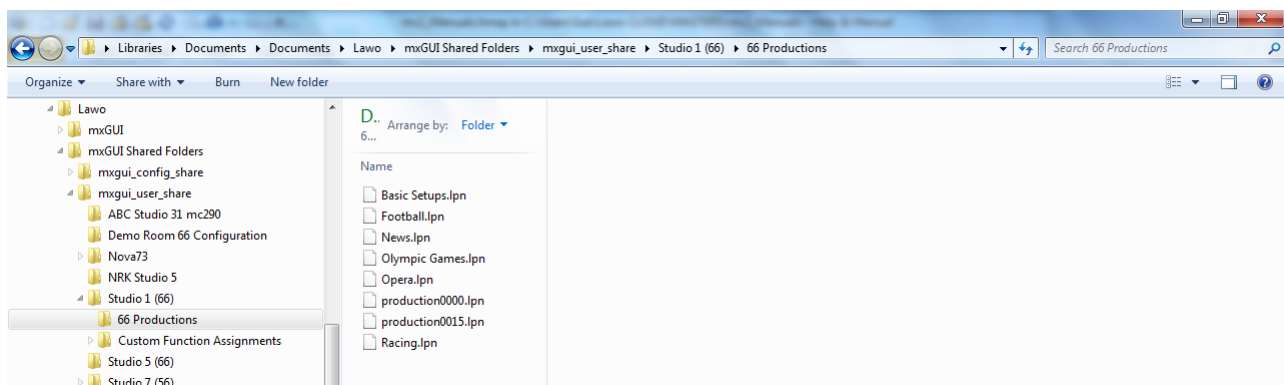 Libraries ▸ Documents ▸ Documents ▸ Lawo ▸ mxGUI Shared Folders ▸ mxgui_user_share ▸ Studio 1 (66) ▸ 66 Productions
Search 66 Productions
Organize Share with Burn New folder
Lawo
mxGUI
mxGUI Shared Folders
mxgui_config_share
mxgui_user_share
ABC Studio 31 mc290
Demo Room 66 Configuration
Nova73
NRK Studio 5
Studio 1 (66)
66 Productions
Custom Function Assignments
Studio 5 (66)
Studio 7 (56)
D..
6...
Arrange by: Folder
Name
Basic Setups.lpn
Football.lpn
News.lpn
Olympic Games.lpn
Opera.lpn
production0000.lpn
production0015.lpn
Racing.lpn